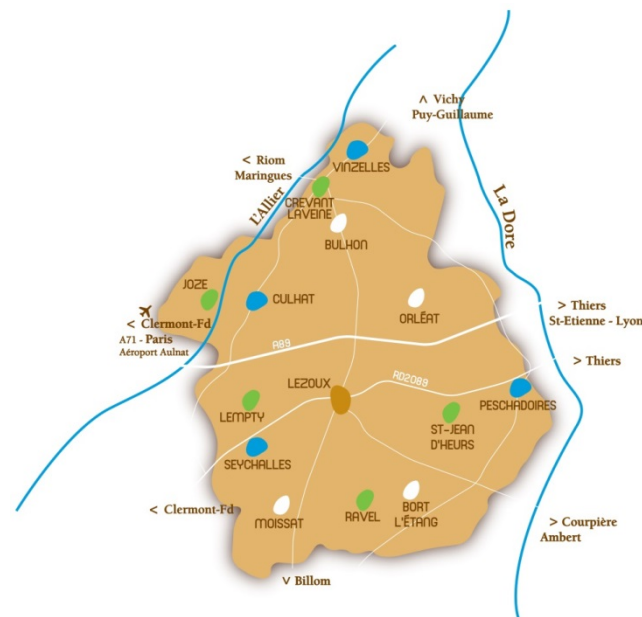 ^ Vichy
Puy-Guillaume
VINZELLES
< Riom
Maringues
CREVANT
LAVEINE
L'Allier
La Dore
BULHON
JOZE
CULHAT
ORLÉAT
> Thiers
St-Etienne - Lyon
< Clermont-Fd
A71 - Paris
Aéroport Aulnat
A89
> Thiers
LEZOUX
RD2089
PESCHADOIRES
LEMPTY
ST-JEAN
D'HEURS
SEYCHALLES
< Clermont-Fd
MOISSAT
RAVEL
BORT
L'ÉTANG
> Courpière
Ambert
v Billom